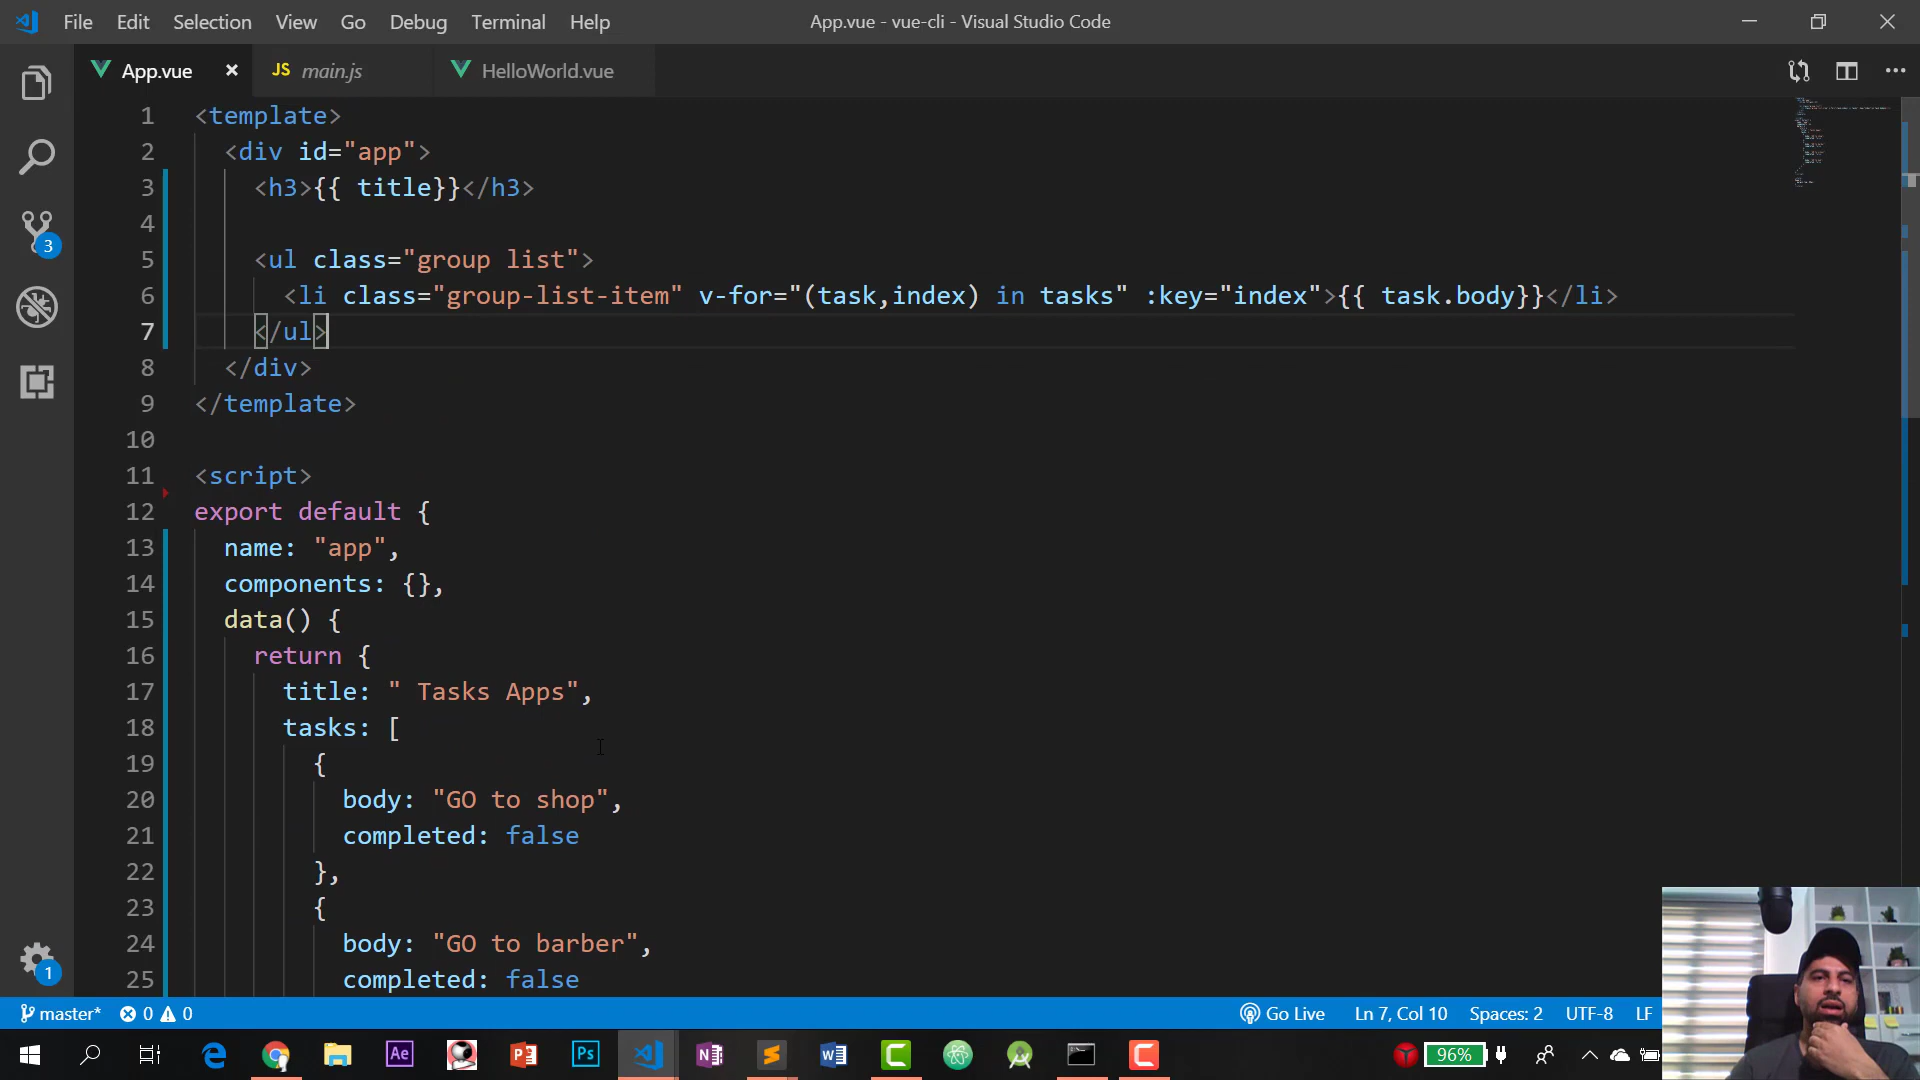 File Edit Selection View Go Debug Terminal Help
App.vue - vue-cli - Visual Studio Code
App.vue
JS main.js
HelloWorld.vue
1 <template>
2 <div id="app">
3 <h3>{{ title}}</h3>
4
5 <ul class="group list">
6 <li class="group-list-item" v-for="(task,index) in tasks" :key="index">{{ task.body}}</li>
7 </ul>
8 </div>
9 </template>
10
11 <script>
12 export default {
13 name: "app",
14 components: {},
15 data() {
16 return {
17 title: " Tasks Apps",
18 tasks: [
19 {
20 body: "GO to shop",
21 completed: false
22 },
23 {
24 body: "GO to barber",
25 completed: false
3
1
master* 0 0
Go Live Ln 7, Col 10 Spaces: 2 UTF-8 LF
Ae
Ps
96%